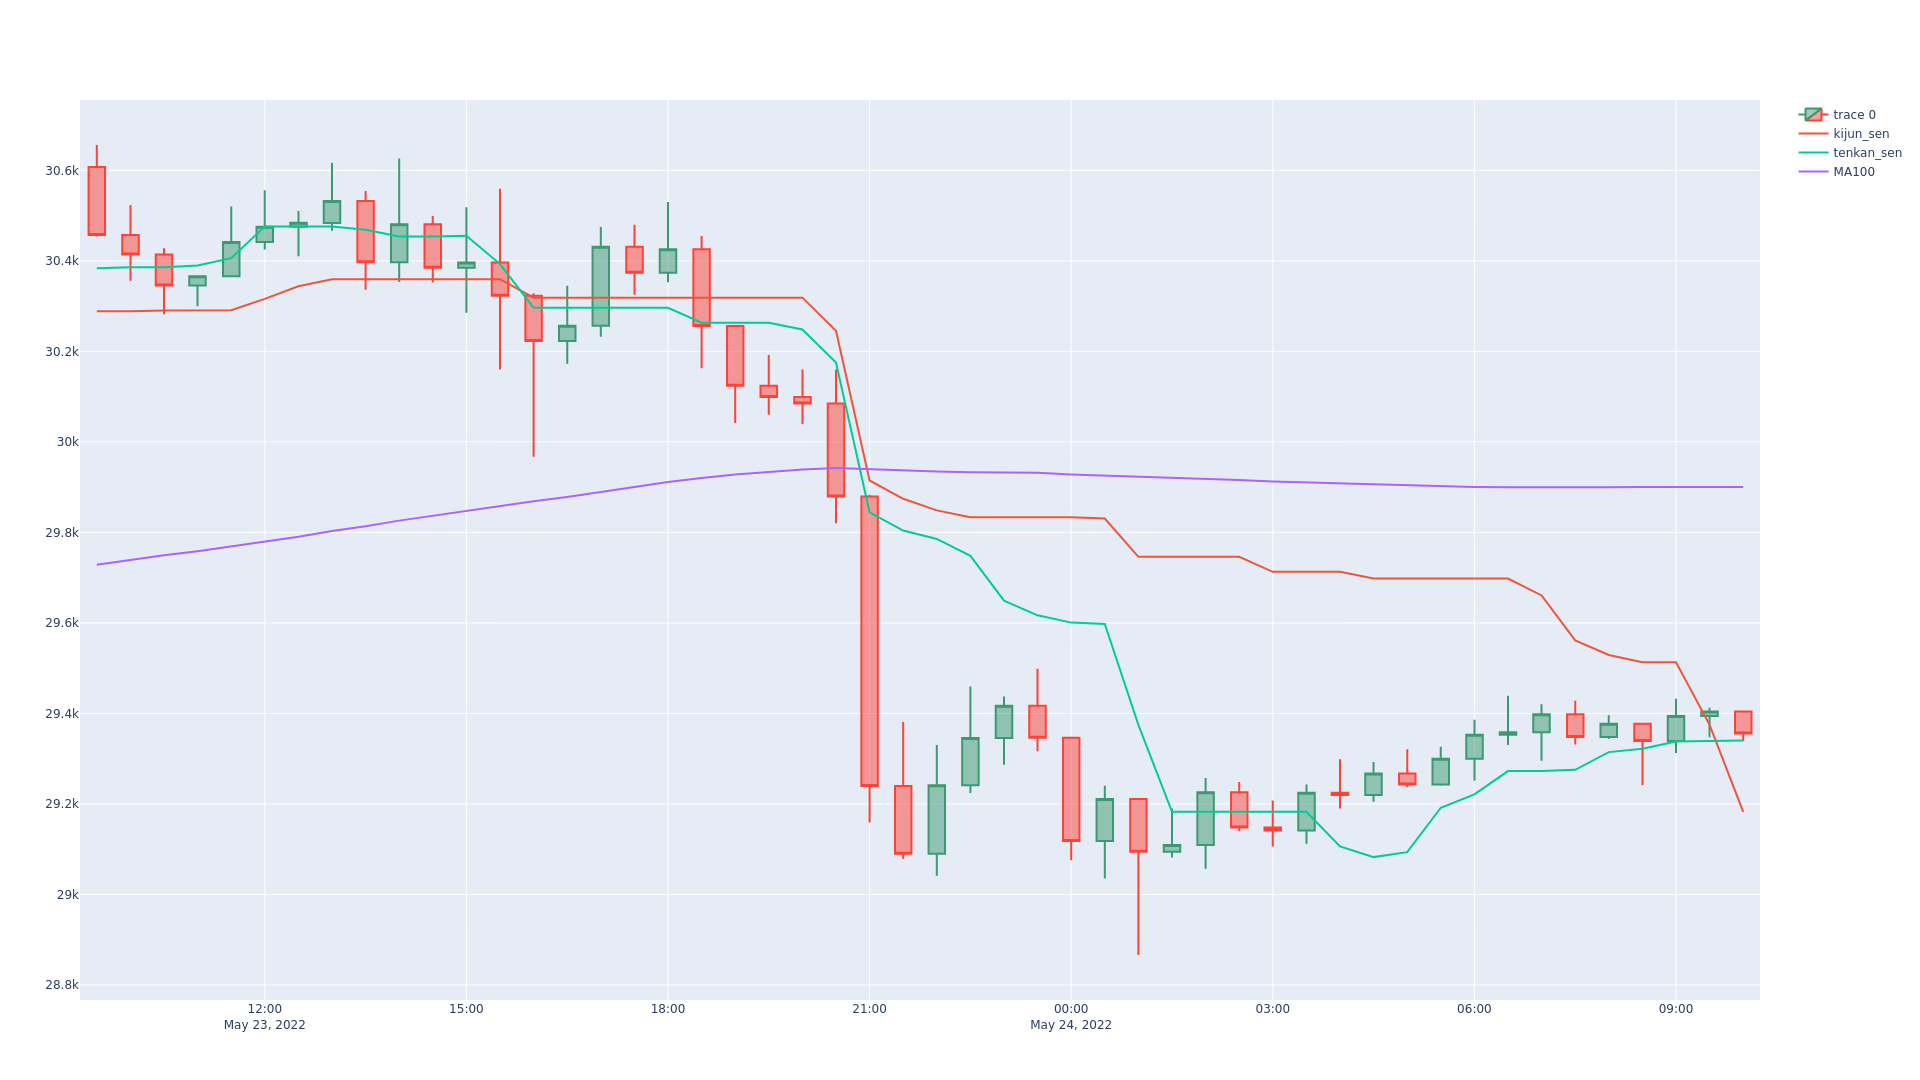 trace 0
kijun_sen
tenkan_sen
MA100
30.6k
30.4k
30.2k
30k
29.8k
29.6k
29.4k
29.2k
29k
28.8k
12:00 15:00 18:00 21:00 00:00 03:00 06:00 09:00
May 23, 2022 May 24, 2022